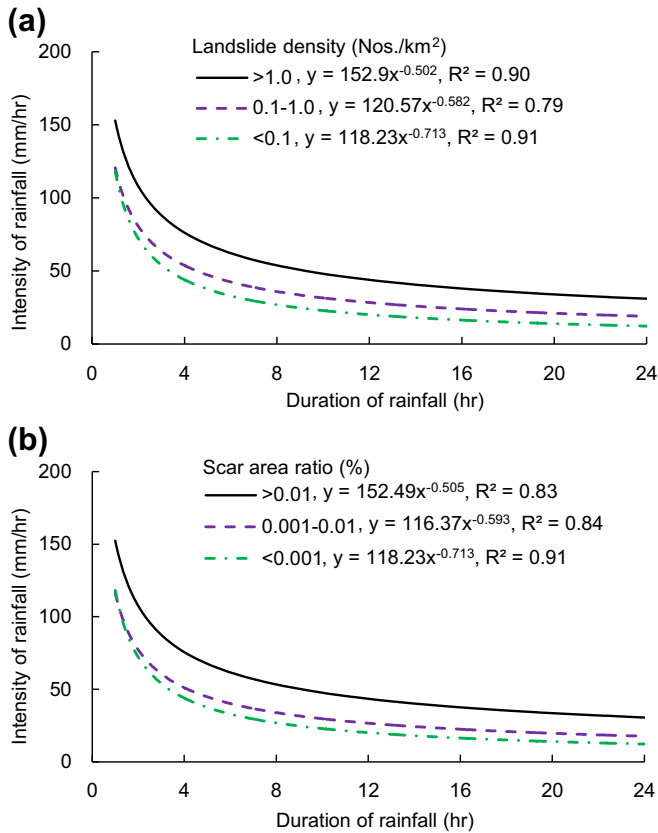 (a)
Landslide density (Nos./km²)
>1.0 , y = 152.9x^-0.502, R² = 0.90
0.1-1.0 , y = 120.57x^-0.582, R² = 0.79
<0.1, y = 118.23x^-0.713, R² = 0.91
Intensity of rainfall (mm/hr)
200
150
100
50
0
0 4 8 12 16 20 24
Duration of rainfall (hr)
(b)
Scar area ratio (%)
>0.01, y = 152.49x^-0.505, R² = 0.83
0.001-0.01, y = 116.37x^-0.593, R² = 0.84
<0.001, y = 118.23x^-0.713, R² = 0.91
Intensity of rainfall (mm/hr)
200
150
100
50
0
0 4 8 12 16 20 24
Duration of rainfall (hr)